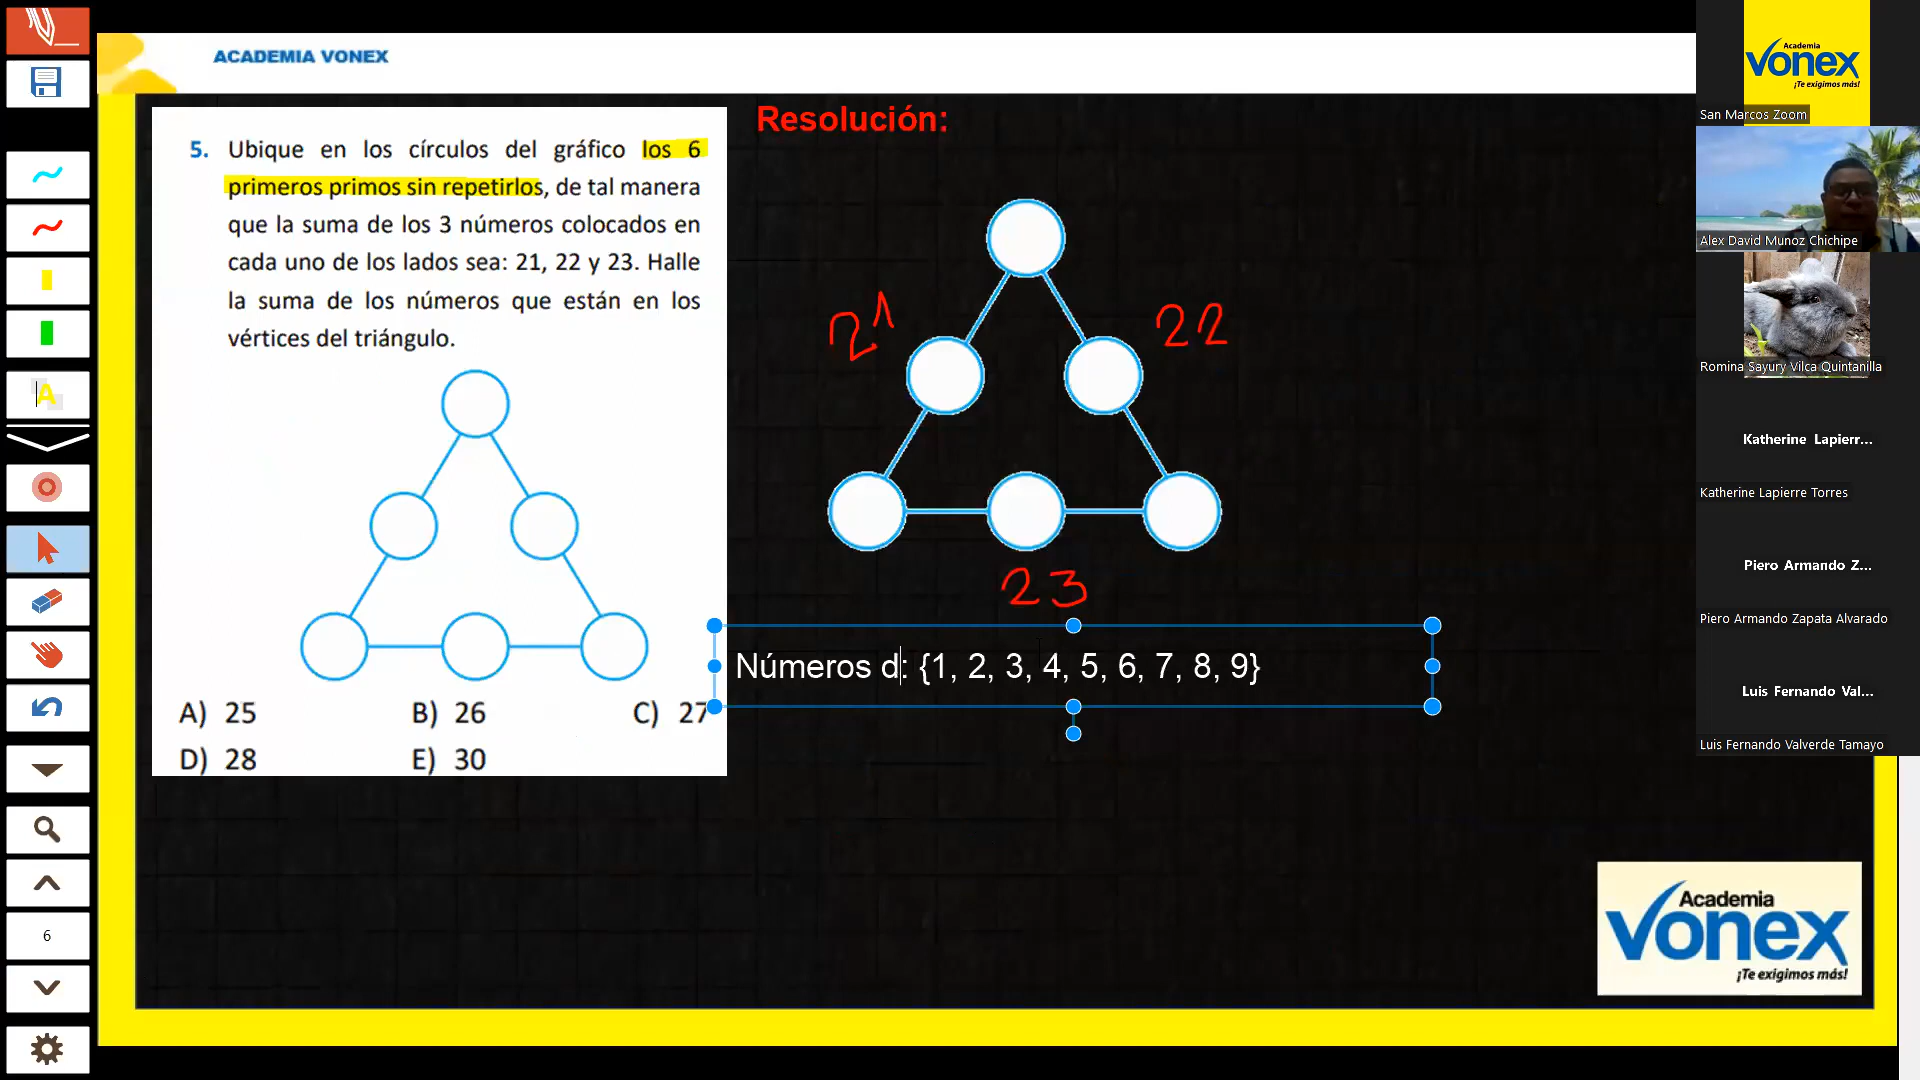 ACADEMIA VONEX
5. Ubique en los círculos del gráfico los 6
primeros primos sin repetirlos, de tal manera
que la suma de los 3 números colocados en
cada uno de los lados sea: 21, 22 y 23. Halle
la suma de los números que están en los
vértices del triángulo.
A) 25 B) 26 C) 27
D) 28 E) 30
Resolución:
21
22
23
Números d: {1, 2, 3, 4, 5, 6, 7, 8, 9}
Academia
vonex
¡Te exigimos más!
San Marcos Zoom
Alex David Munoz Chichipe
Romina Sayury Vilca Quintanilla
Katherine Lapierr...
Katherine Lapierre Torres
Piero Armando Z...
Piero Armando Zapata Alvarado
Luis Fernando Val...
Luis Fernando Valverde Tamayo
Academia
vonex
¡Te exigimos más!
A
6